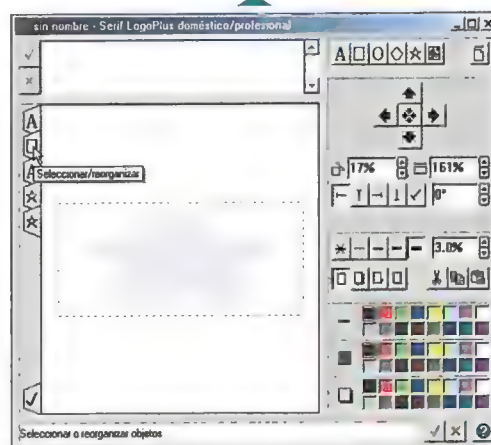 sin nombre - Serif LogoPlus doméstico/profesional
A
A
Seleccionar/reorganizar
A
17%
161%
0°
3.0%
Seleccionar o reorganizar objetos